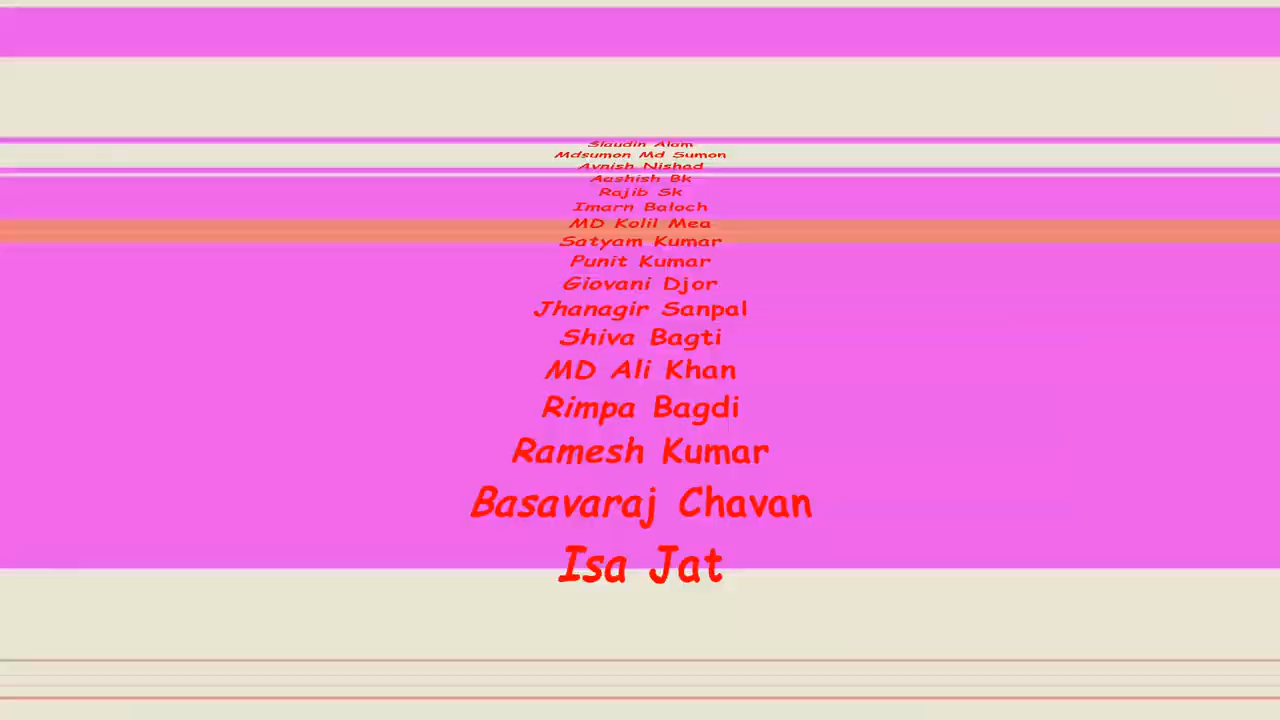 Slaudin Alam
Mdsumon Md Sumon
Avnish Nishad
Aashish Bk
Rajib Sk
Imarn Baloch
MD Kolil Mea
Satyam Kumar
Punit Kumar
Giovani Djor
Jhanagir Sanpal
Shiva Bagti
MD Ali Khan
Rimpa Bagdi
Ramesh Kumar
Basavaraj Chavan
Isa Jat